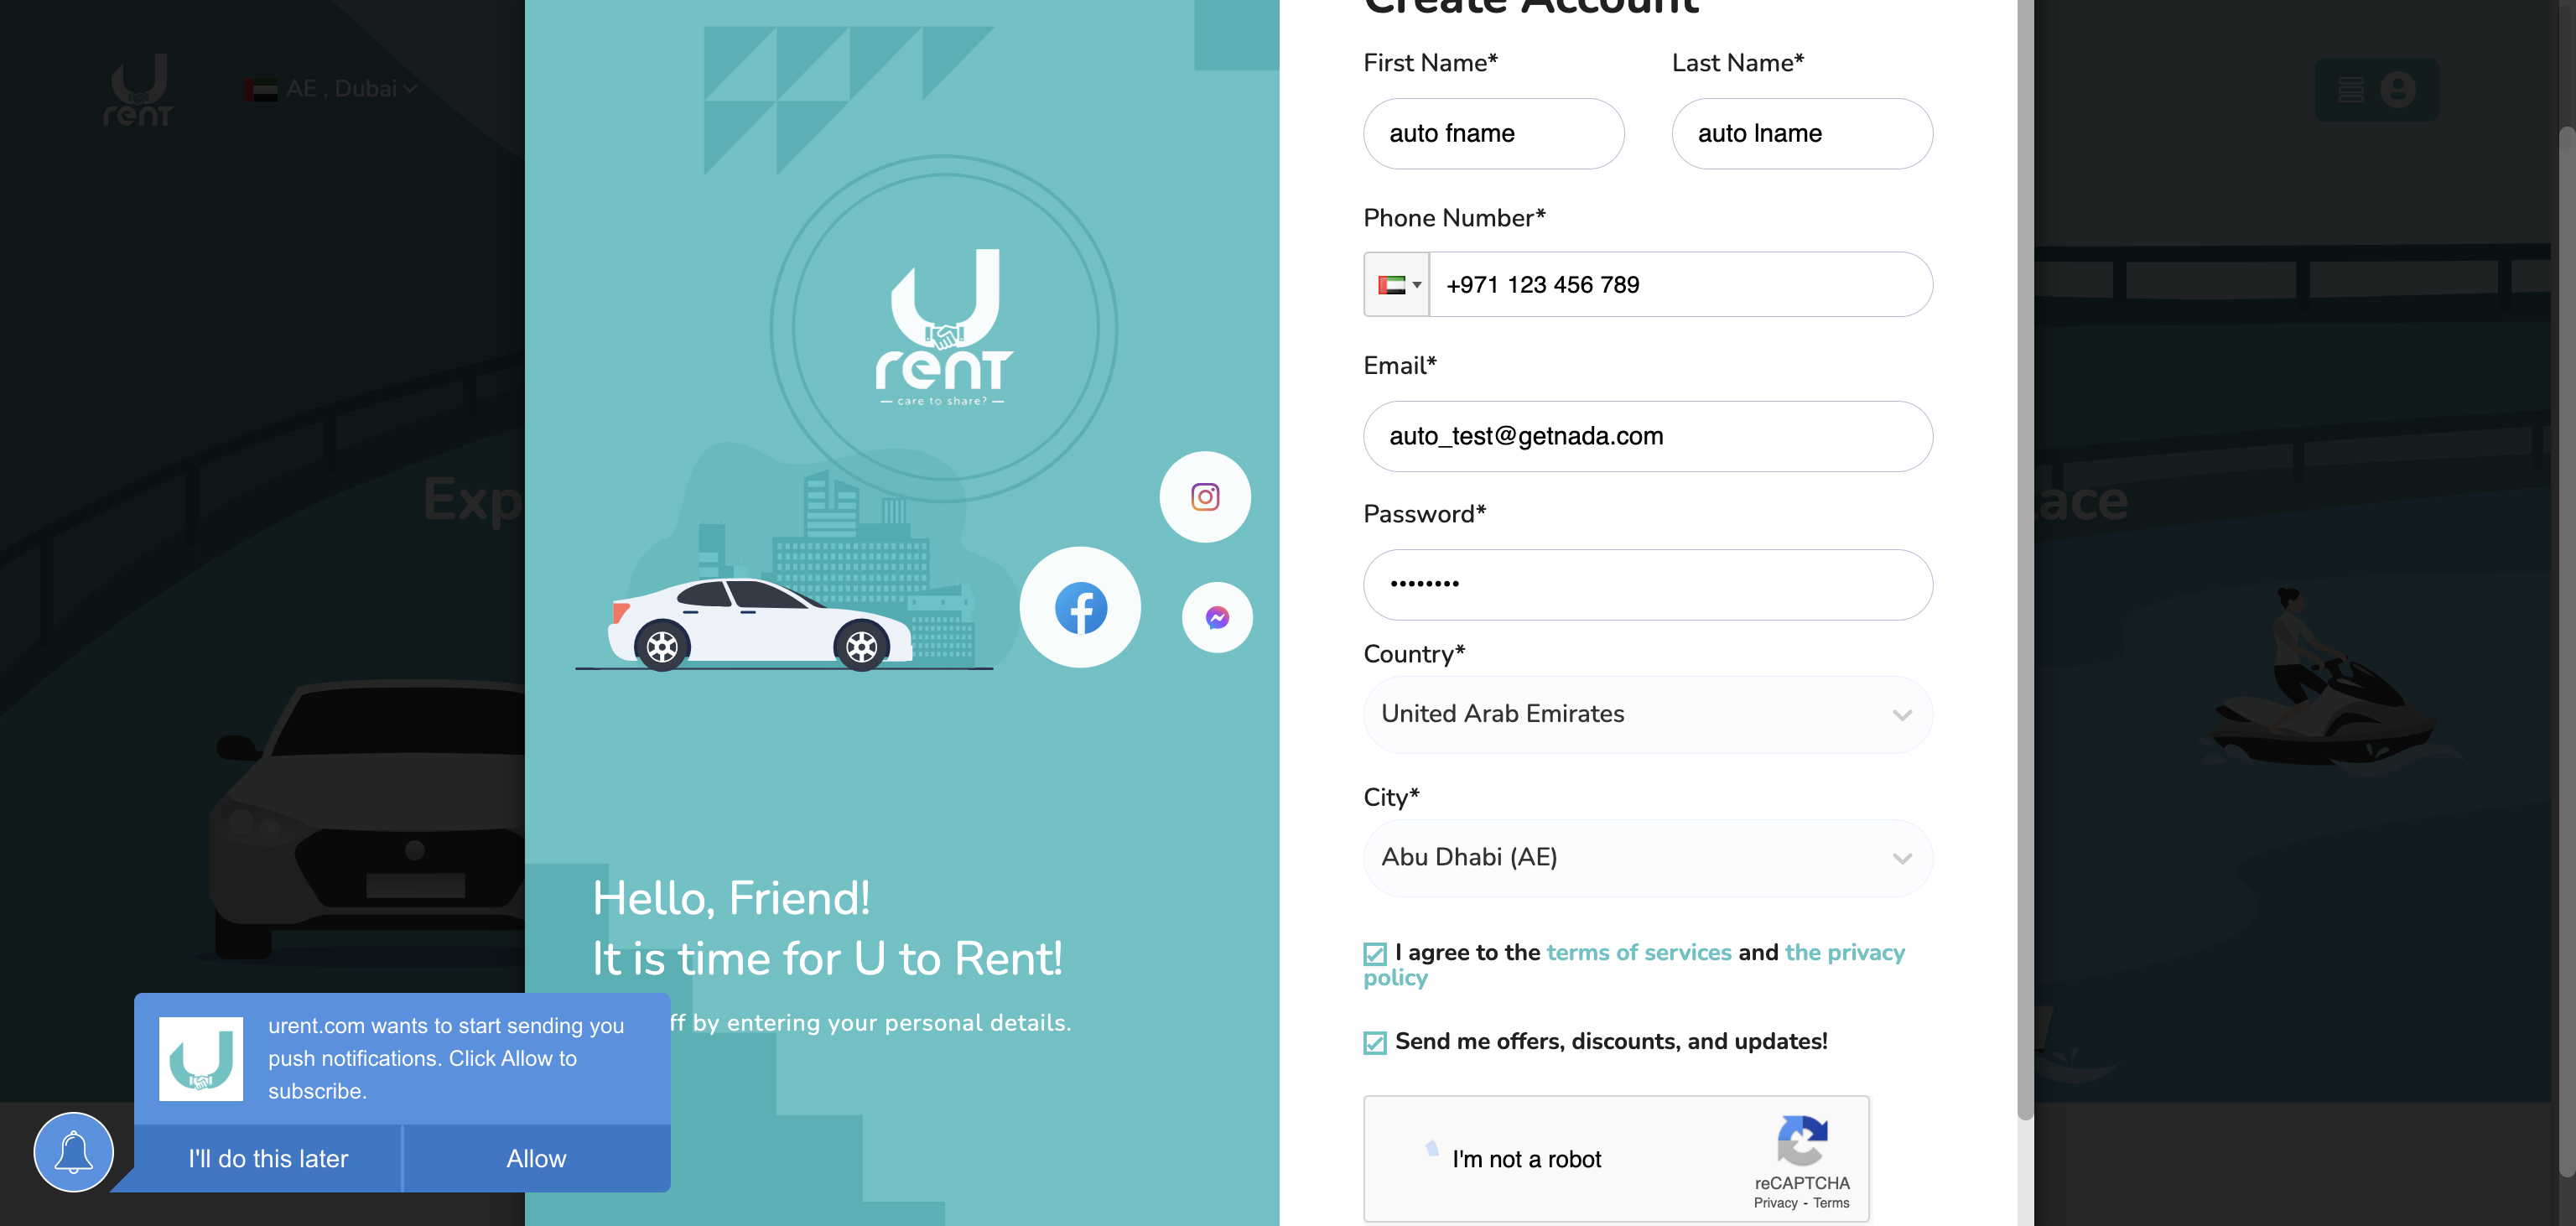 rent
AE , Dubai
Exp
ace
rent
care to share?
Hello, Friend!
It is time for U to Rent!
ff by entering your personal details.
Create Account
First Name*
Last Name*
auto fname
auto lname
Phone Number*
+971 123 456 789
Email*
auto_test@getnada.com
Password*
••••••••
Country*
United Arab Emirates
City*
Abu Dhabi (AE)
I agree to the terms of services and the privacy
policy
Send me offers, discounts, and updates!
I'm not a robot
reCAPTCHA
Privacy - Terms
urent.com wants to start sending you
push notifications. Click Allow to
subscribe.
I'll do this later
Allow